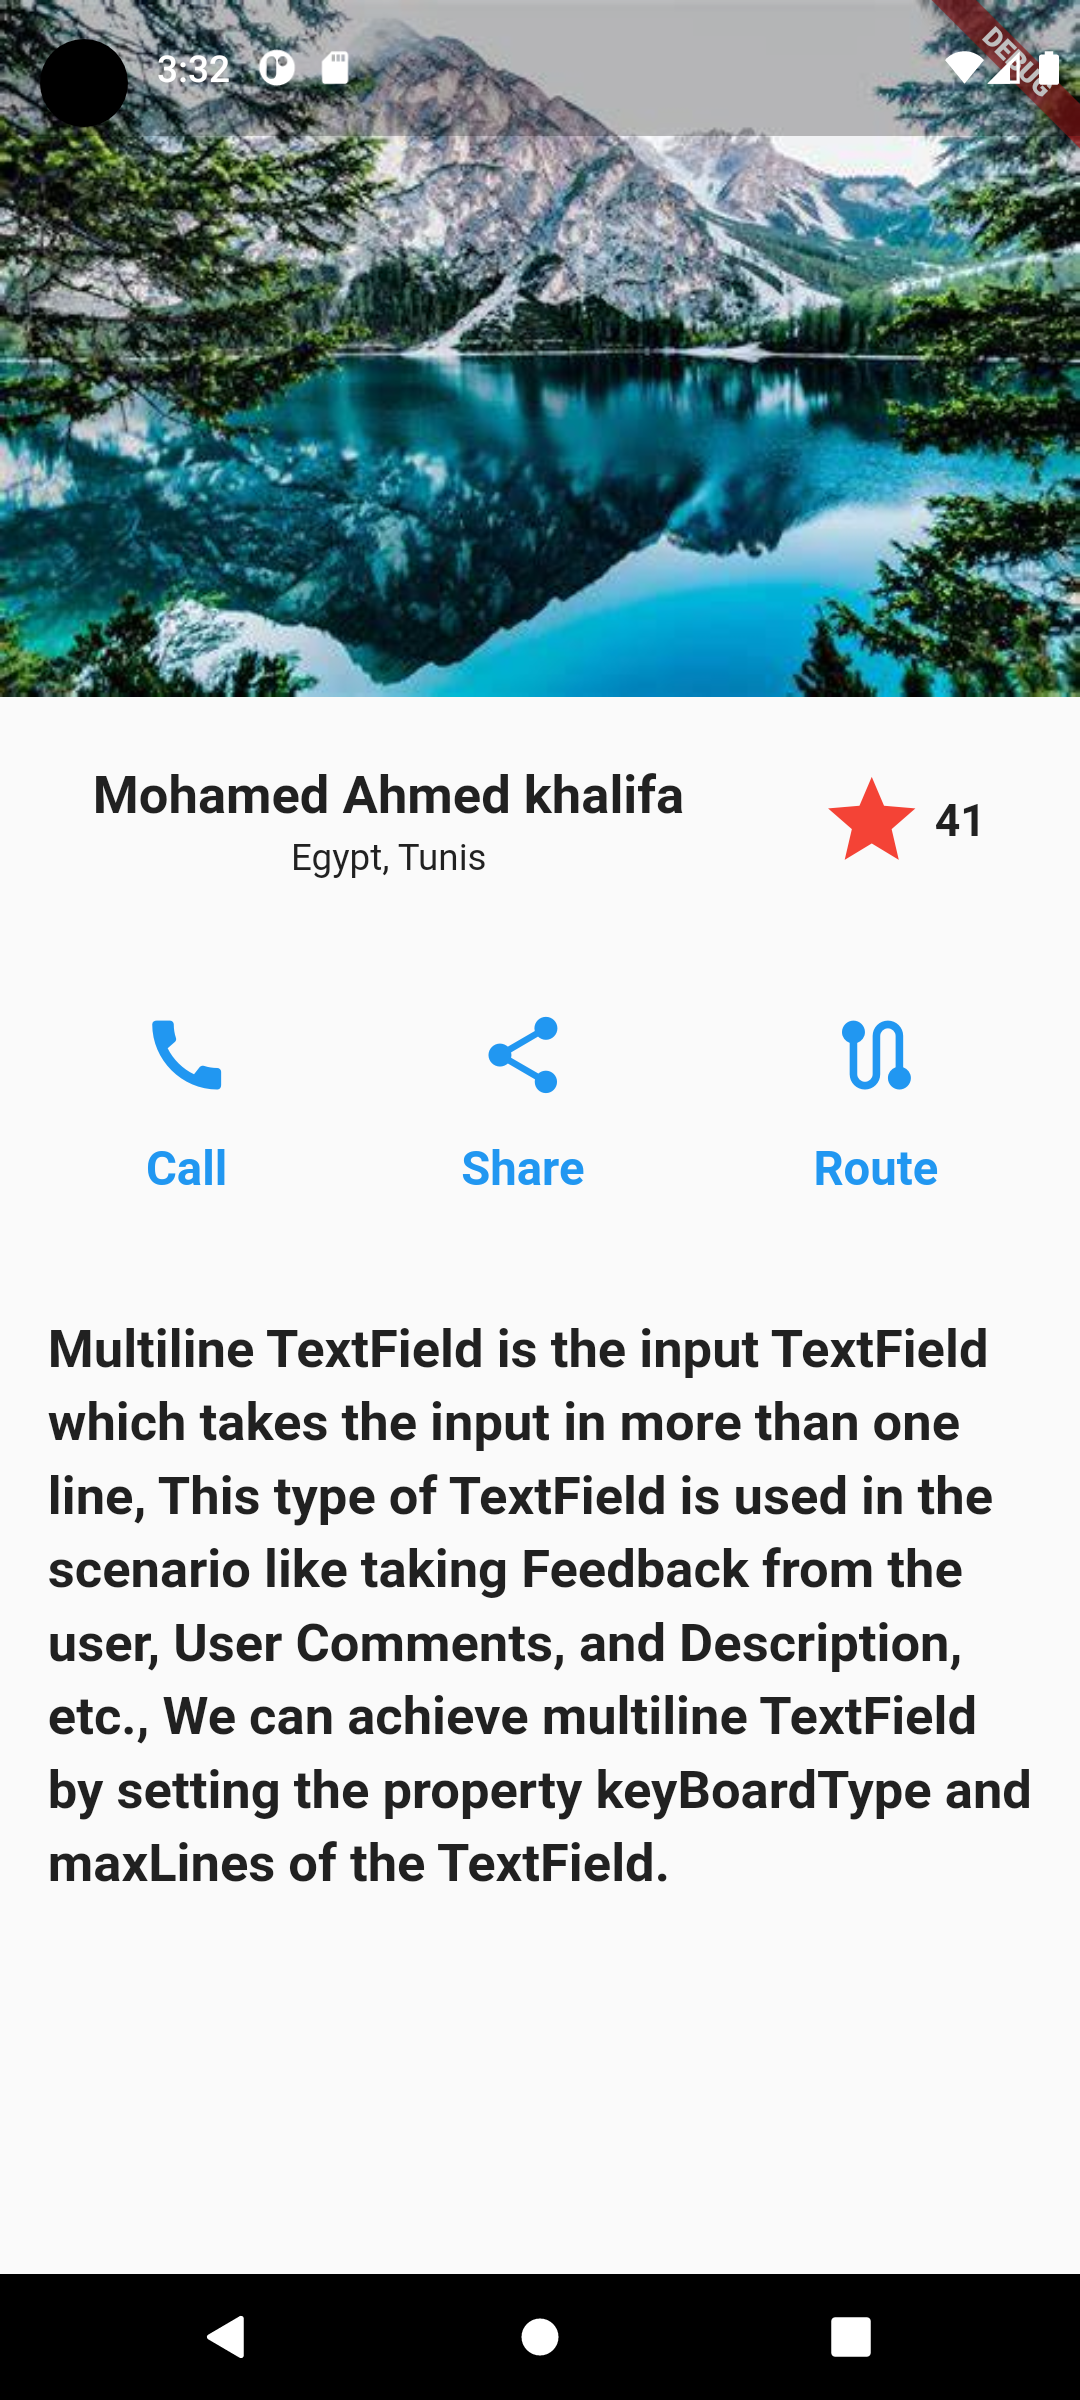 3:32
DEBUG
Mohamed Ahmed khalifa
41
Egypt, Tunis
Call Share Route
Multiline TextField is the input TextField
which takes the input in more than one
line, This type of TextField is used in the
scenario like taking Feedback from the
user, User Comments, and Description,
etc., We can achieve multiline TextField
by setting the property keyBoardType and
maxLines of the TextField.